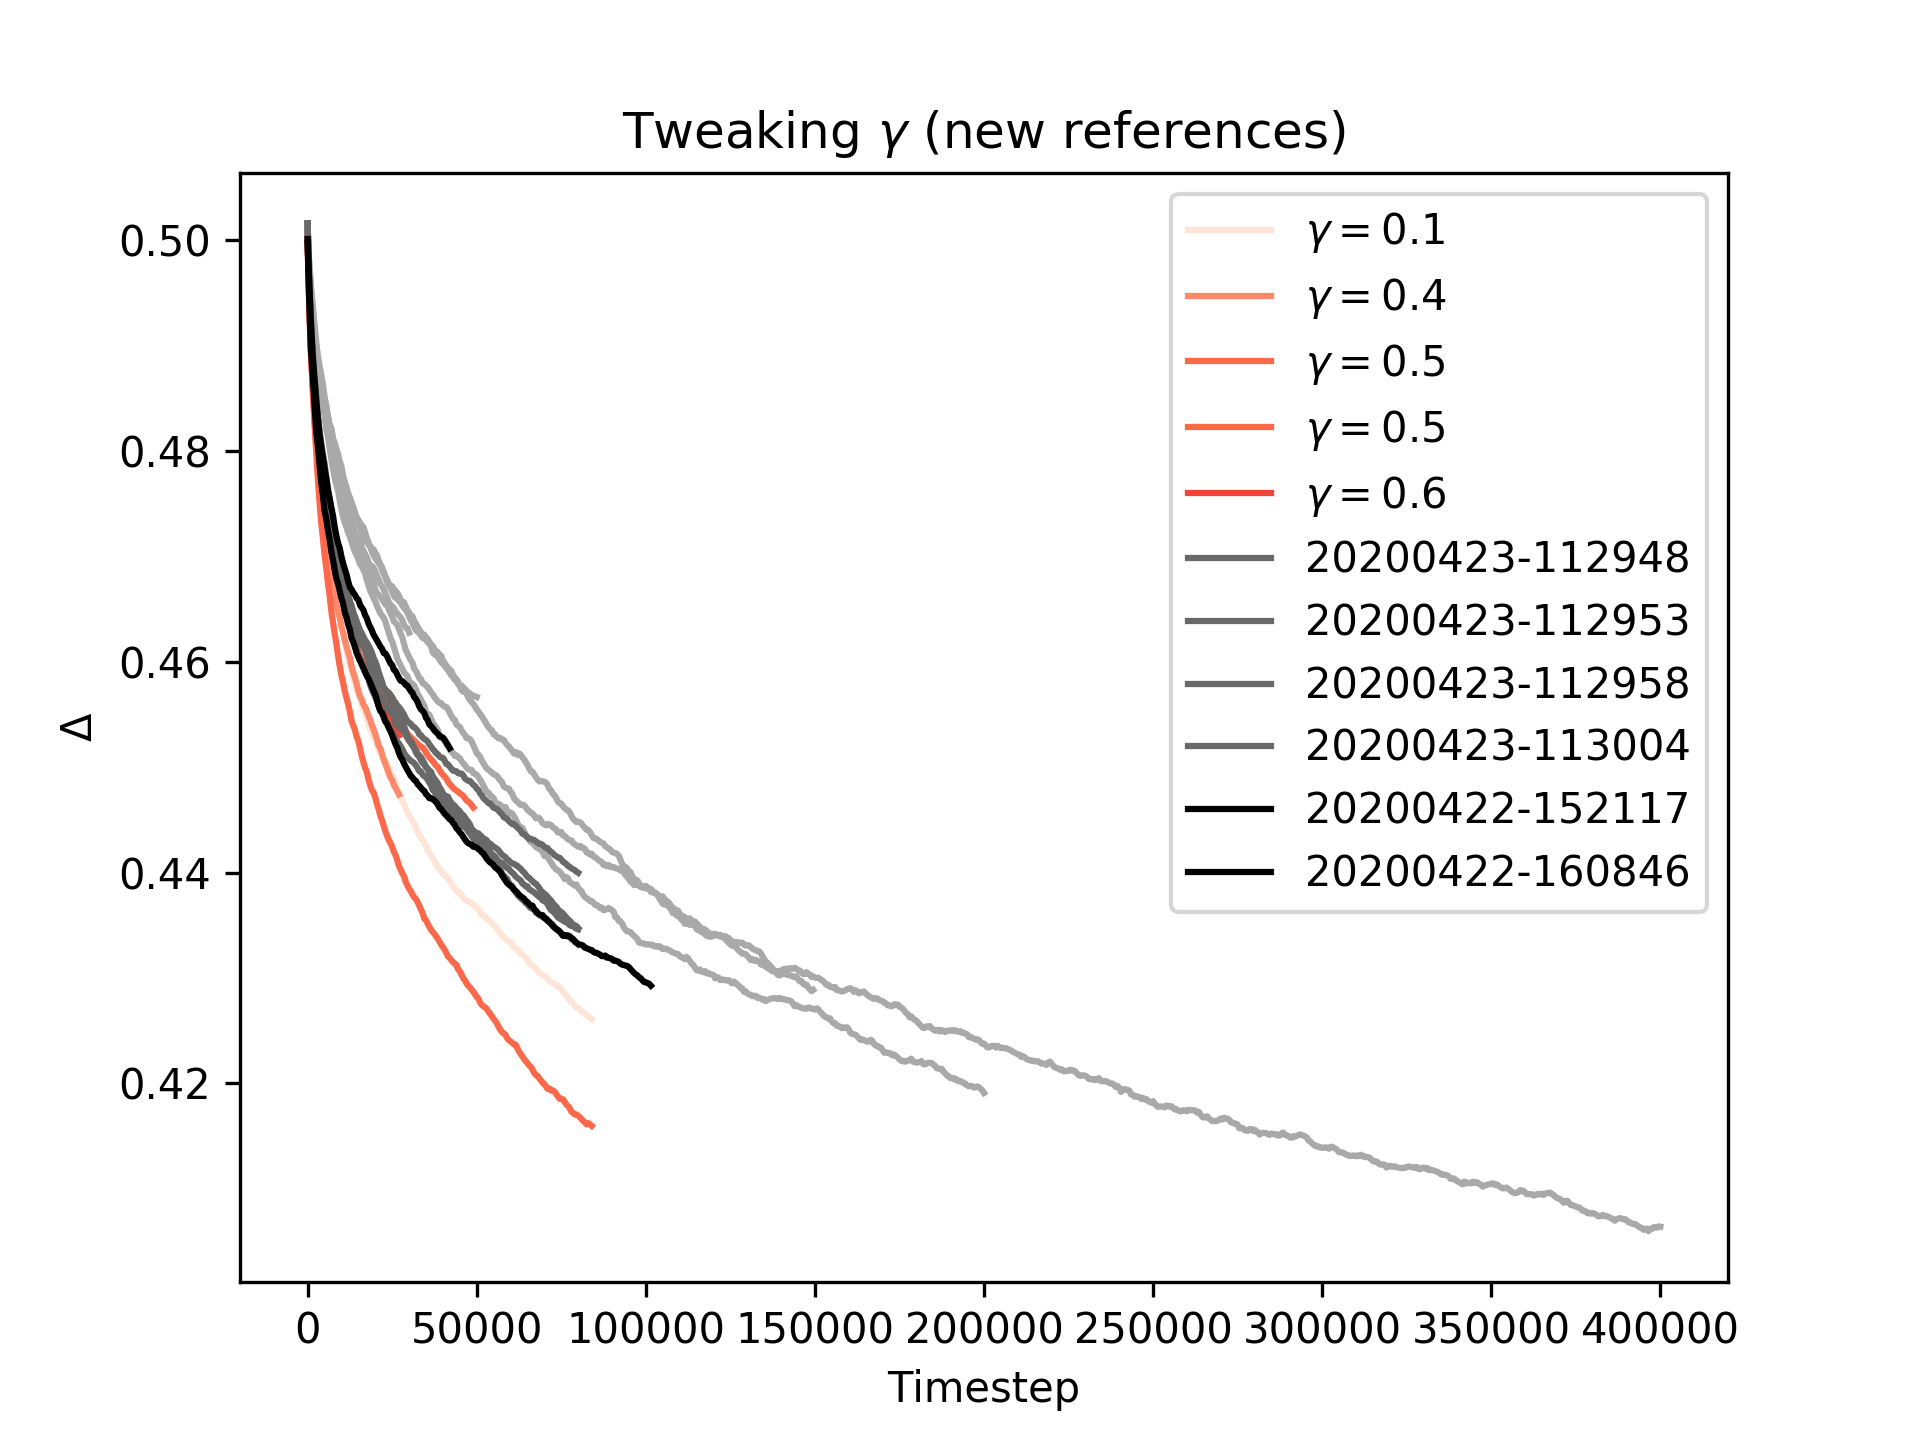 Tweaking γ (new references)
0.50
0.48
0.46
0.44
0.42
Δ
γ = 0.1
γ = 0.4
γ = 0.5
γ = 0.5
γ = 0.6
20200423-112948
20200423-112953
20200423-112958
20200423-113004
20200422-152117
20200422-160846
0 50000 100000 150000 200000 250000 300000 350000 400000
Timestep